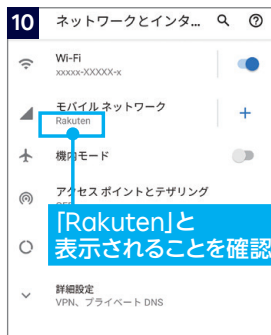 10
ネットワークとインタ...
Wi-Fi
xxxxx-XXXXX-x
モバイル ネットワーク
Rakuten
機内モード
アクセス ポイントとテザリング
「Rakuten」と
表示されることを確認
詳細設定
VPN、プライベート DNS